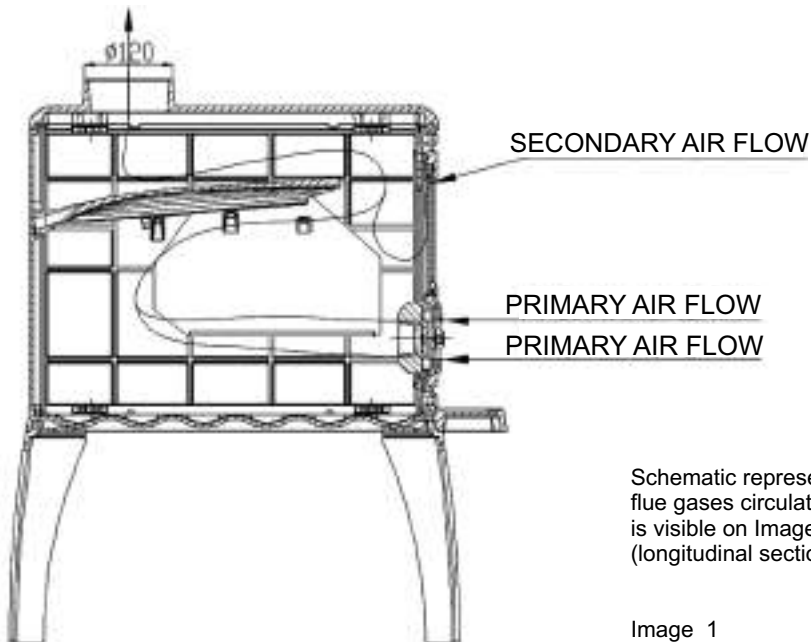 ø120
SECONDARY AIR FLOW
PRIMARY AIR FLOW
PRIMARY AIR FLOW
Schematic represe
flue gases circulat
is visible on Image
(longitudinal sectio
Image 1